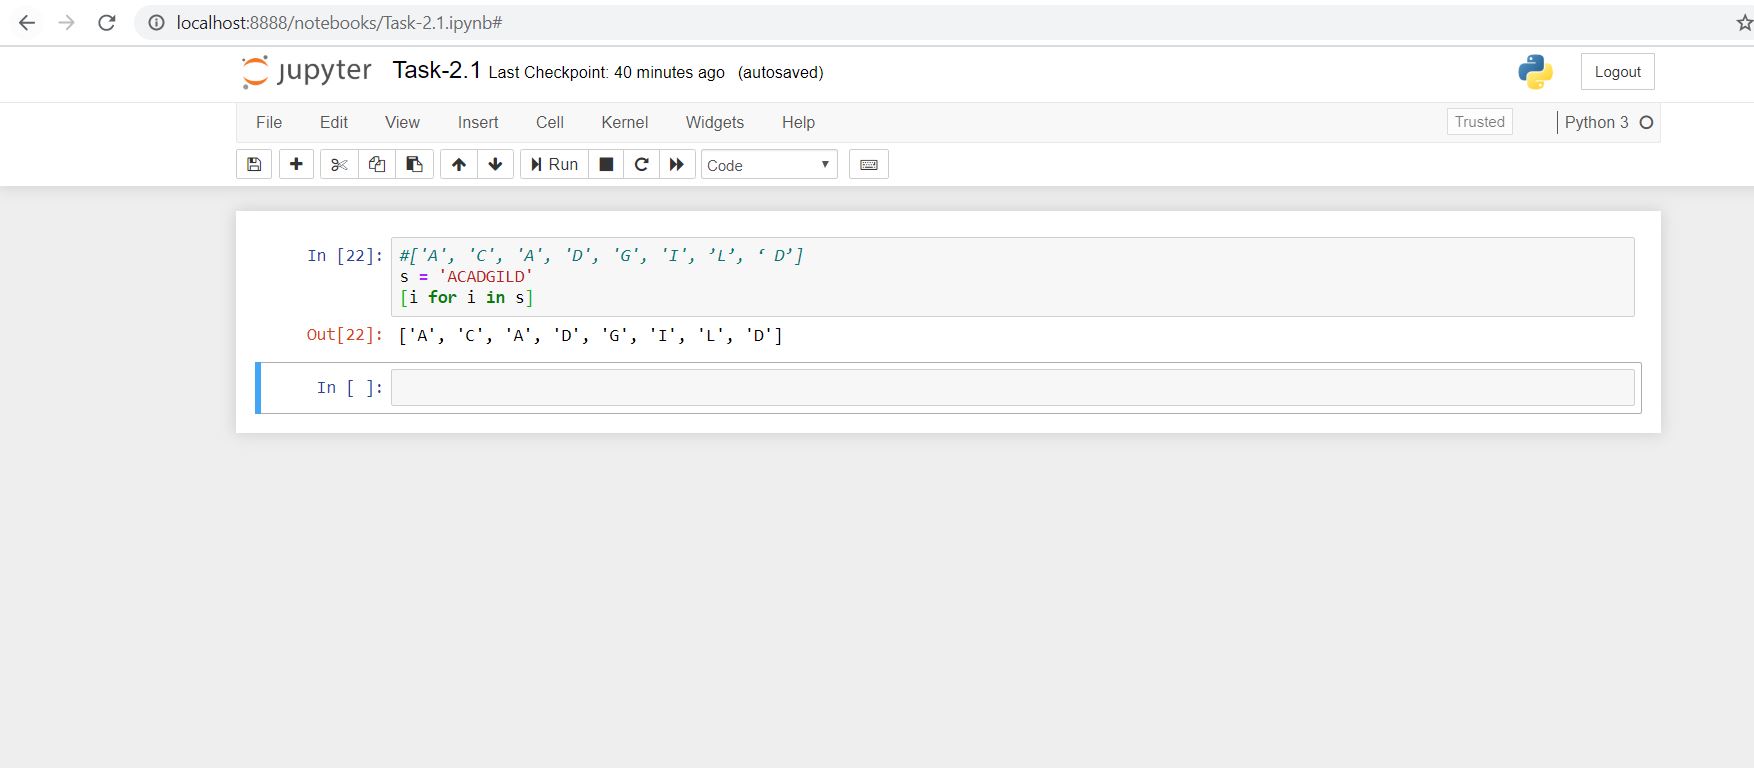 localhost:8888/notebooks/Task-2.1.ipynb#
jupyter Task-2.1 Last Checkpoint: 40 minutes ago (autosaved) Logout
File Edit View Insert Cell Kernel Widgets Help Trusted Python 3
Run Code
In [22]: #['A', 'C', 'A', 'D', 'G', 'I', ’L’, ‘ D’]
s = 'ACADGILD'
[i for i in s]
Out[22]: ['A', 'C', 'A', 'D', 'G', 'I', 'L', 'D']
In [ ]: